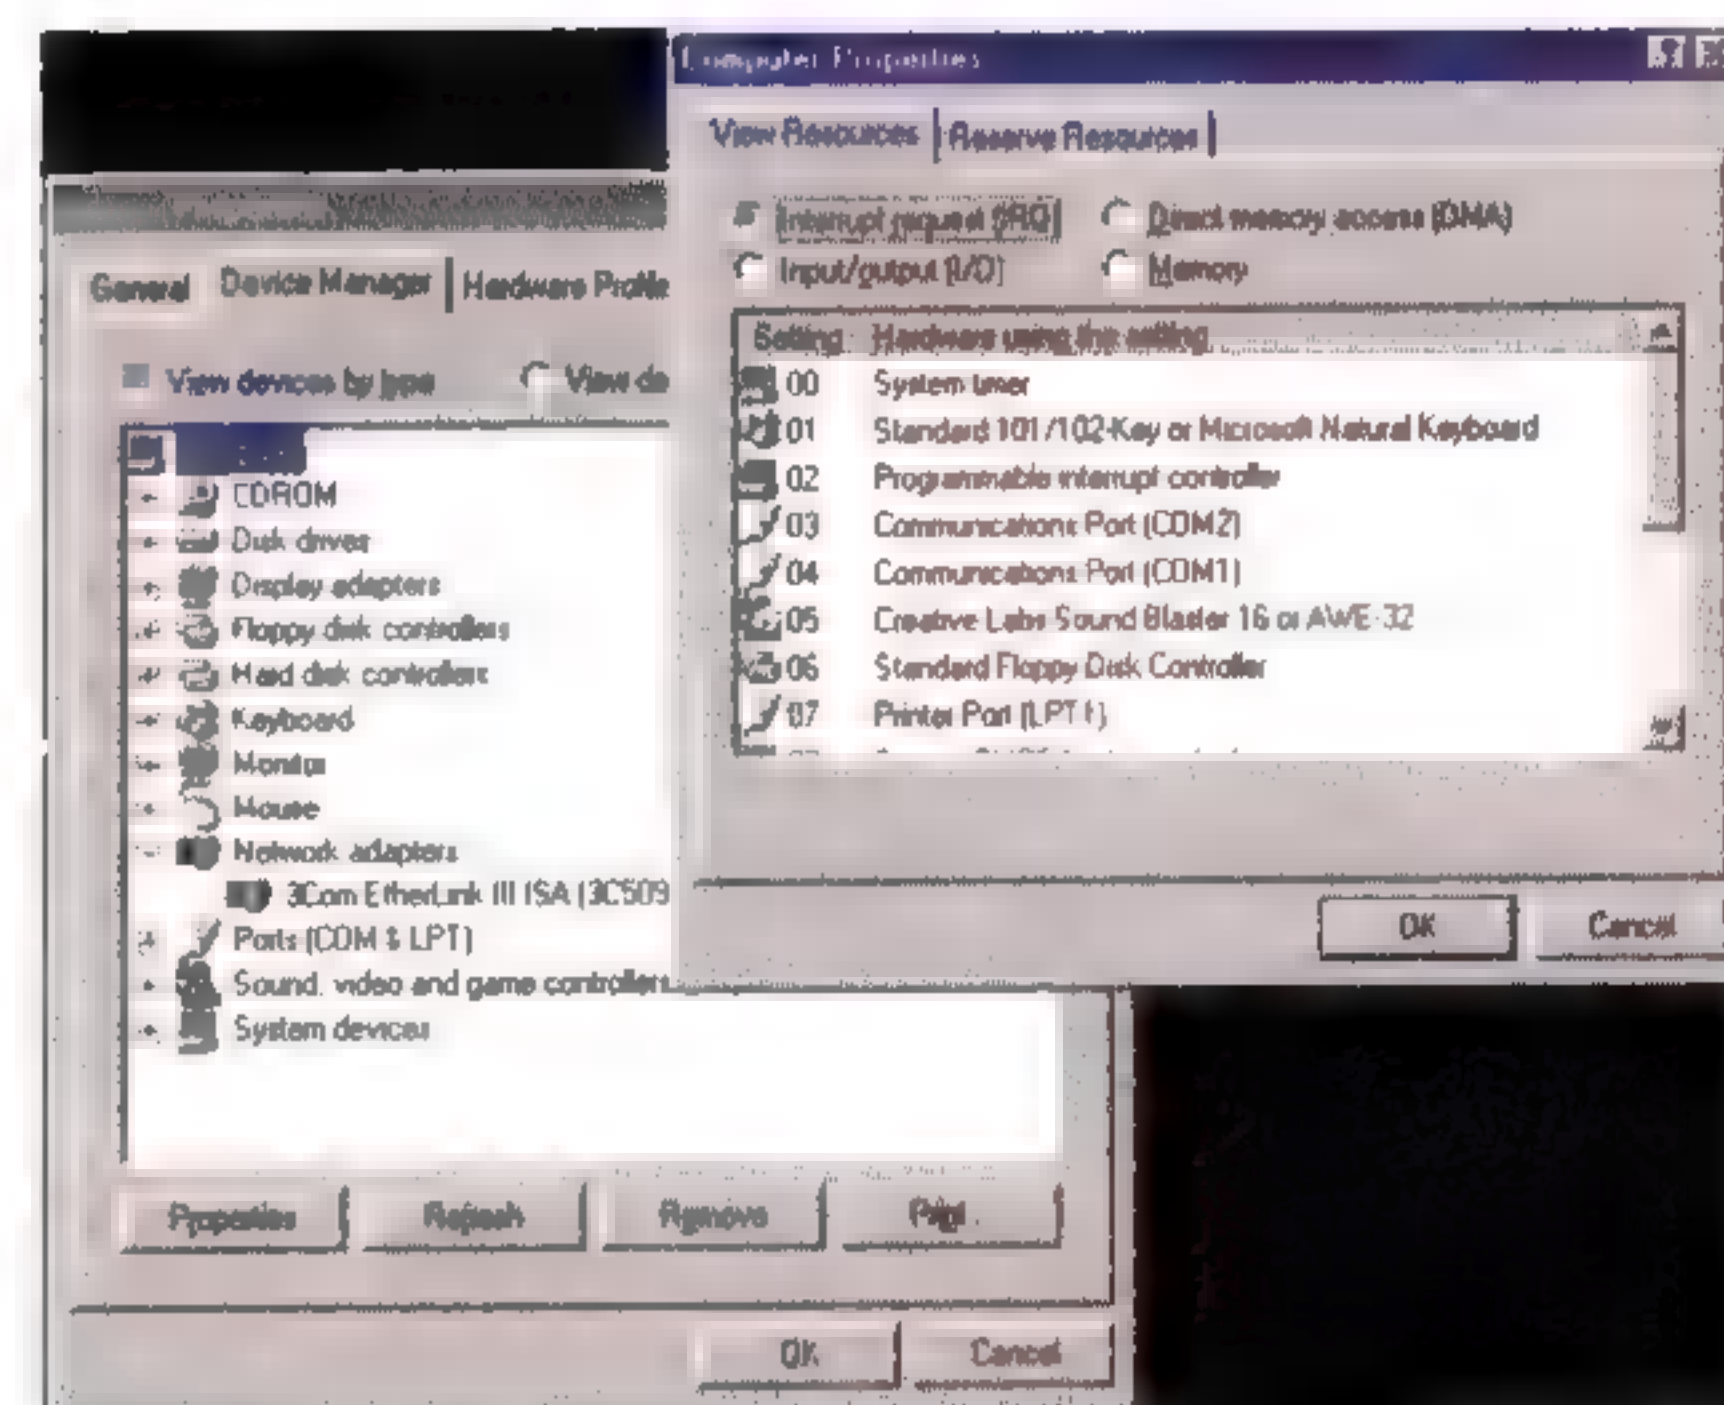 Computer Properties
View Resources
Reserve Resources
Interrupt request (IRQ)
Direct memory access (DMA)
Input/output (I/O)
Memory
Setting
Hardware using the setting
00 System timer
01 Standard 101/102-Key or Microsoft Natural Keyboard
02 Programmable interrupt controller
03 Communications Port (COM2)
04 Communications Port (COM1)
05 Creative Labs Sound Blaster 16 or AWE-32
06 Standard Floppy Disk Controller
07 Printer Port (LPT1)
OK
Cancel
General
Device Manager
Hardware Profile
View devices by type
View de
CDROM
Disk drives
Display adapters
Floppy disk controllers
Hard disk controllers
Keyboard
Monitor
Mouse
Network adapters
3Com EtherLink III ISA (3C509
Ports (COM & LPT)
Sound, video and game controllers
System devices
Properties
Refresh
Remove
Print
OK
Cancel